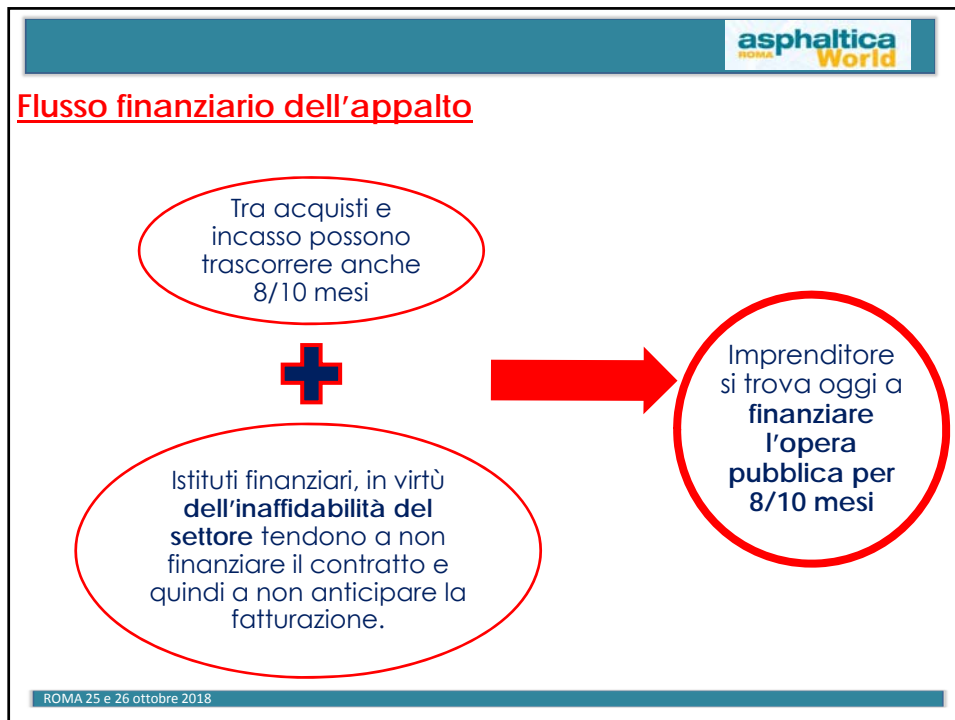 asphaltica
ROMA World
Flusso finanziario dell'appalto
Tra acquisti e
incasso possono
trascorrere anche
8/10 mesi
Imprenditore
si trova oggi a
finanziare
l'opera
pubblica per
8/10 mesi
Istituti finanziari, in virtù
dell'inaffidabilità del
settore tendono a non
finanziare il contratto e
quindi a non anticipare la
fatturazione.
ROMA 25 e 26 ottobre 2018